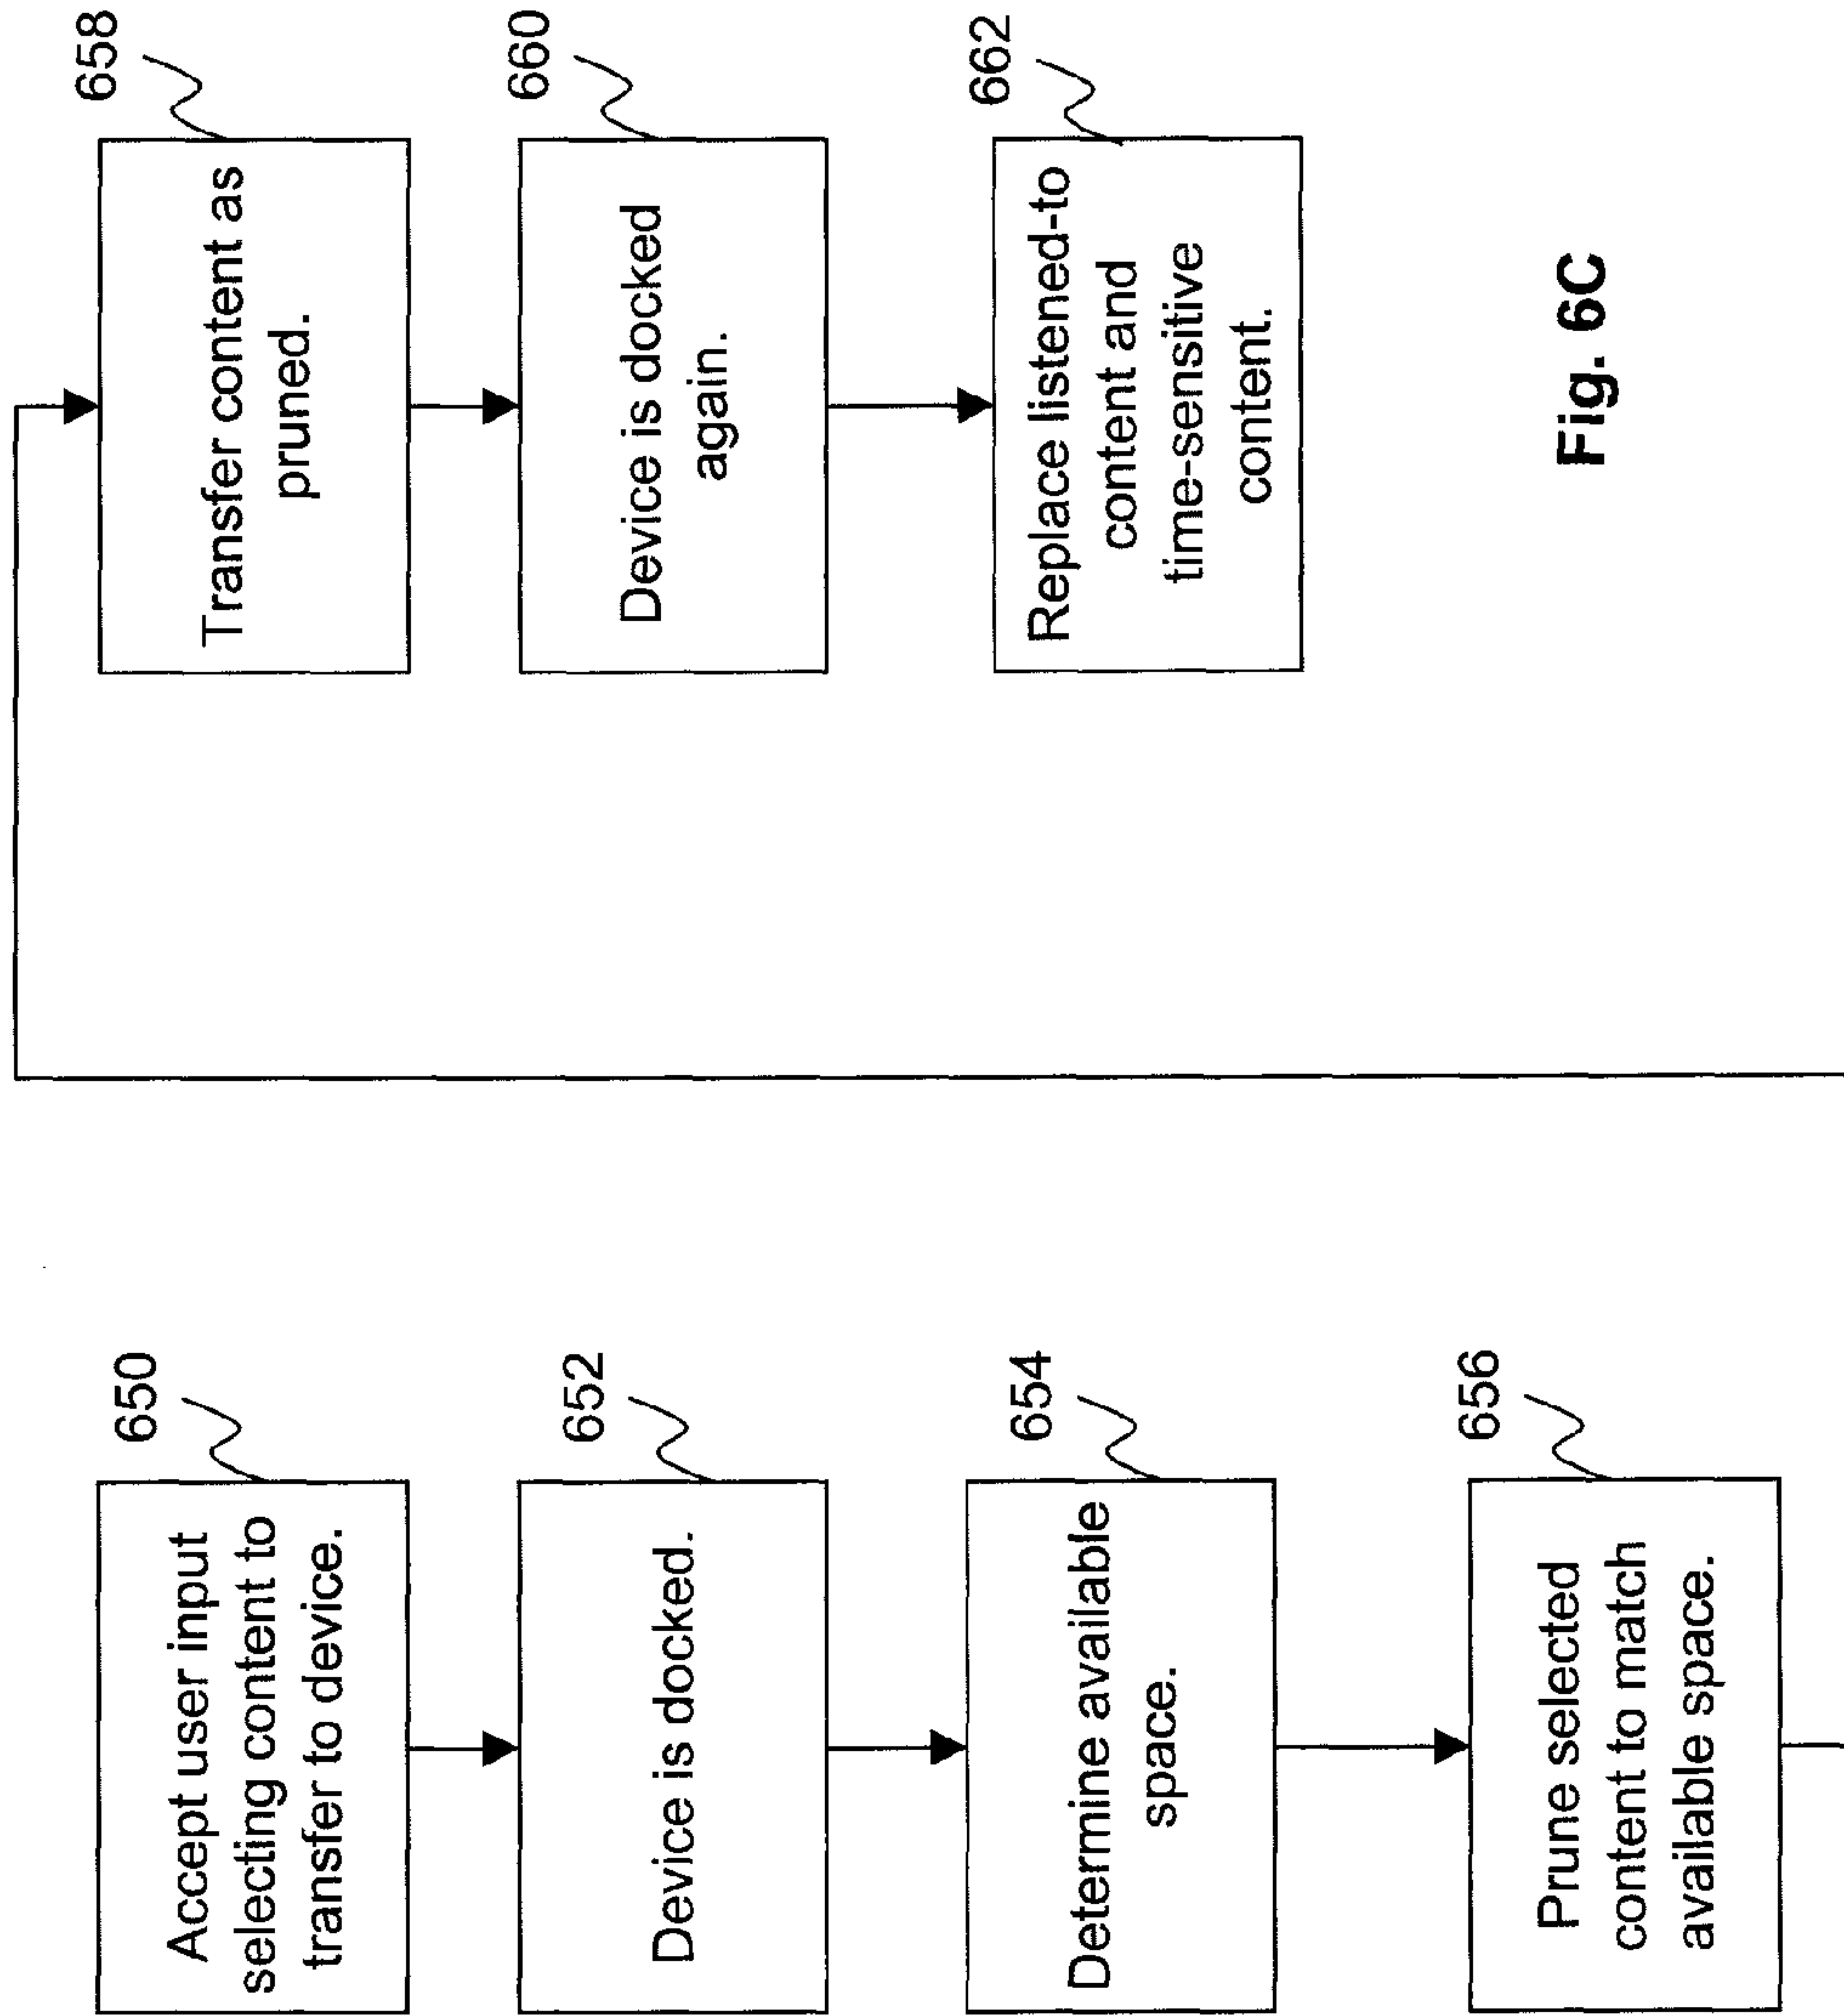 650
Accept user input
selecting content to
transfer to device.
652
Device is docked.
654
Determine available
space.
656
Prune selected
content to match
available space.
658
Transfer content as
pruned.
660
Device is docked
again.
662
Replace listened-to
content and
time-sensitive
content.
Fig. 6C